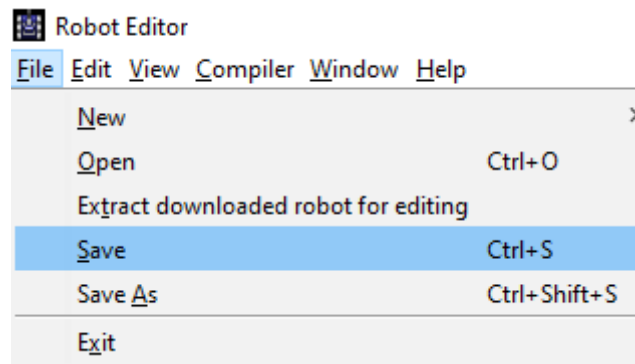 Robot Editor
File Edit View Compiler Window Help
New
Open Ctrl+O
Extract downloaded robot for editing
Save Ctrl+S
Save As Ctrl+Shift+S
Exit